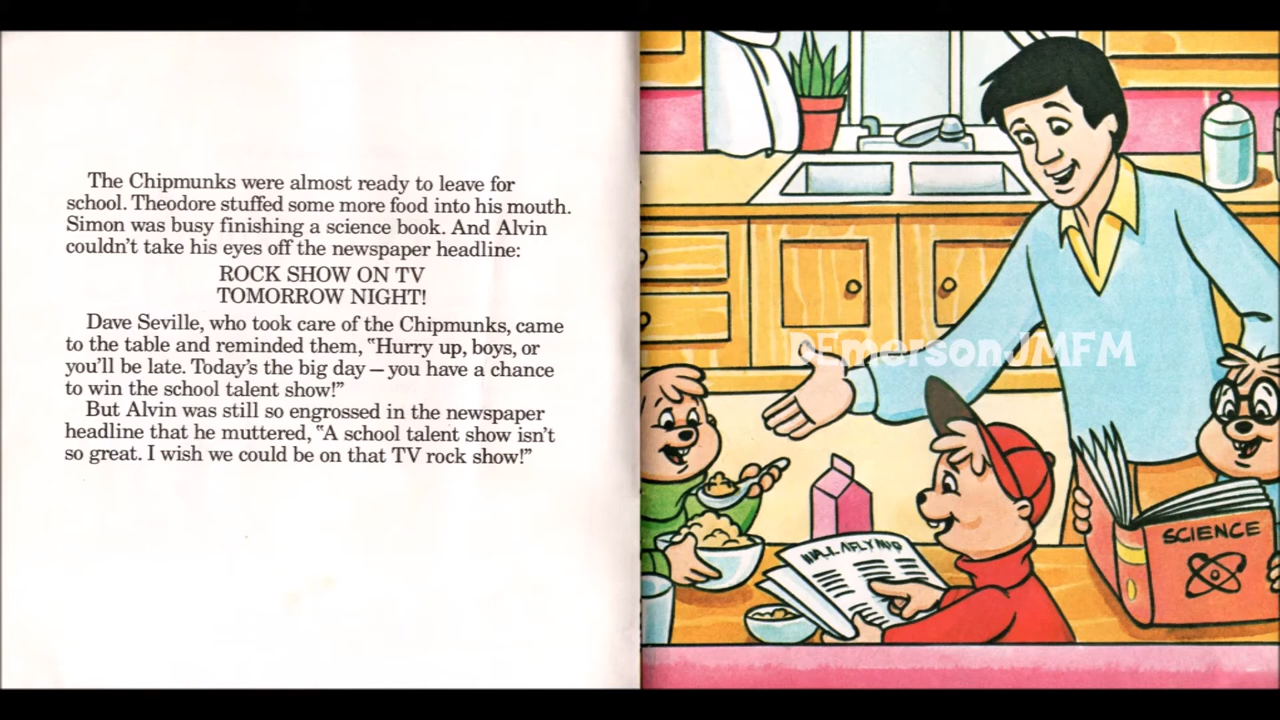 The Chipmunks were almost ready to leave for
school. Theodore stuffed some more food into his mouth.
Simon was busy finishing a science book. And Alvin
couldn't take his eyes off the newspaper headline:
ROCK SHOW ON TV
TOMORROW NIGHT!
Dave Seville, who took care of the Chipmunks, came
to the table and reminded them, "Hurry up, boys, or
you'll be late. Today's the big day — you have a chance
to win the school talent show!"
But Alvin was still so engrossed in the newspaper
headline that he muttered, "A school talent show isn't
so great. I wish we could be on that TV rock show!"
DEmersonJMFM
SCIENCE